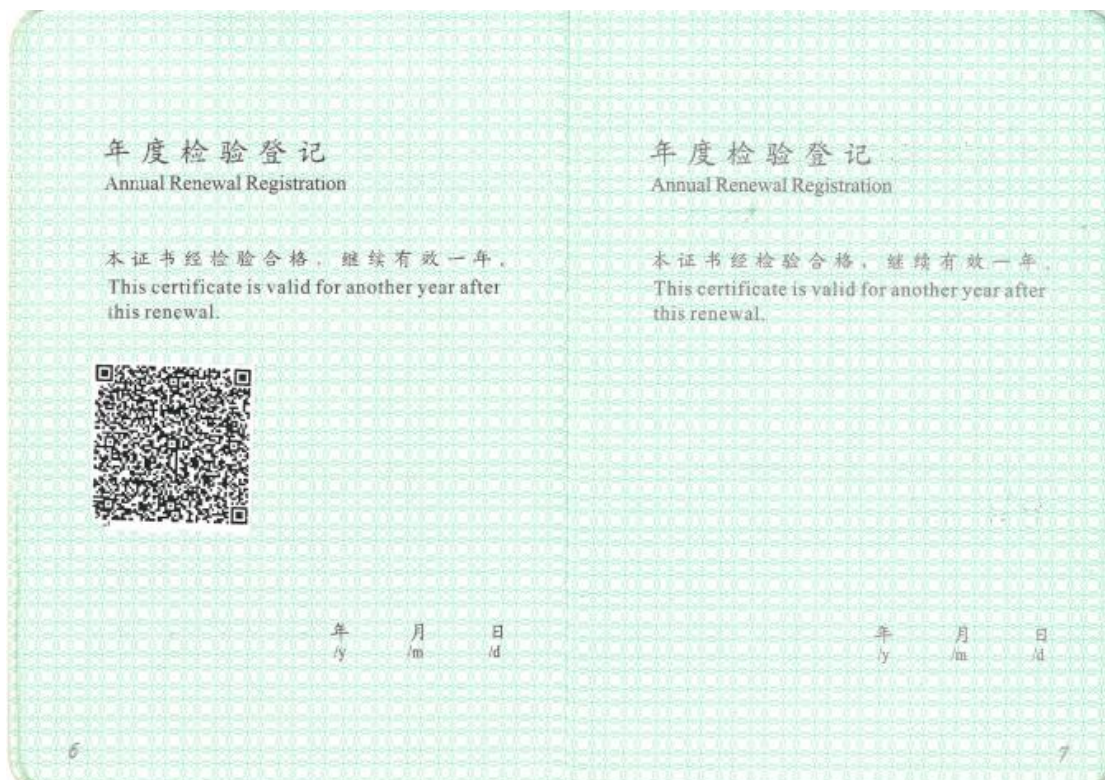 年度检验登记
Annual Renewal Registration
本证书经检验合格，继续有效一年。
This certificate is valid for another year after
this renewal.
年 月 日
/y /m /d
6
年度检验登记
Annual Renewal Registration
本证书经检验合格，继续有效一年。
This certificate is valid for another year after
this renewal.
年 月 日
/y /m /d
7